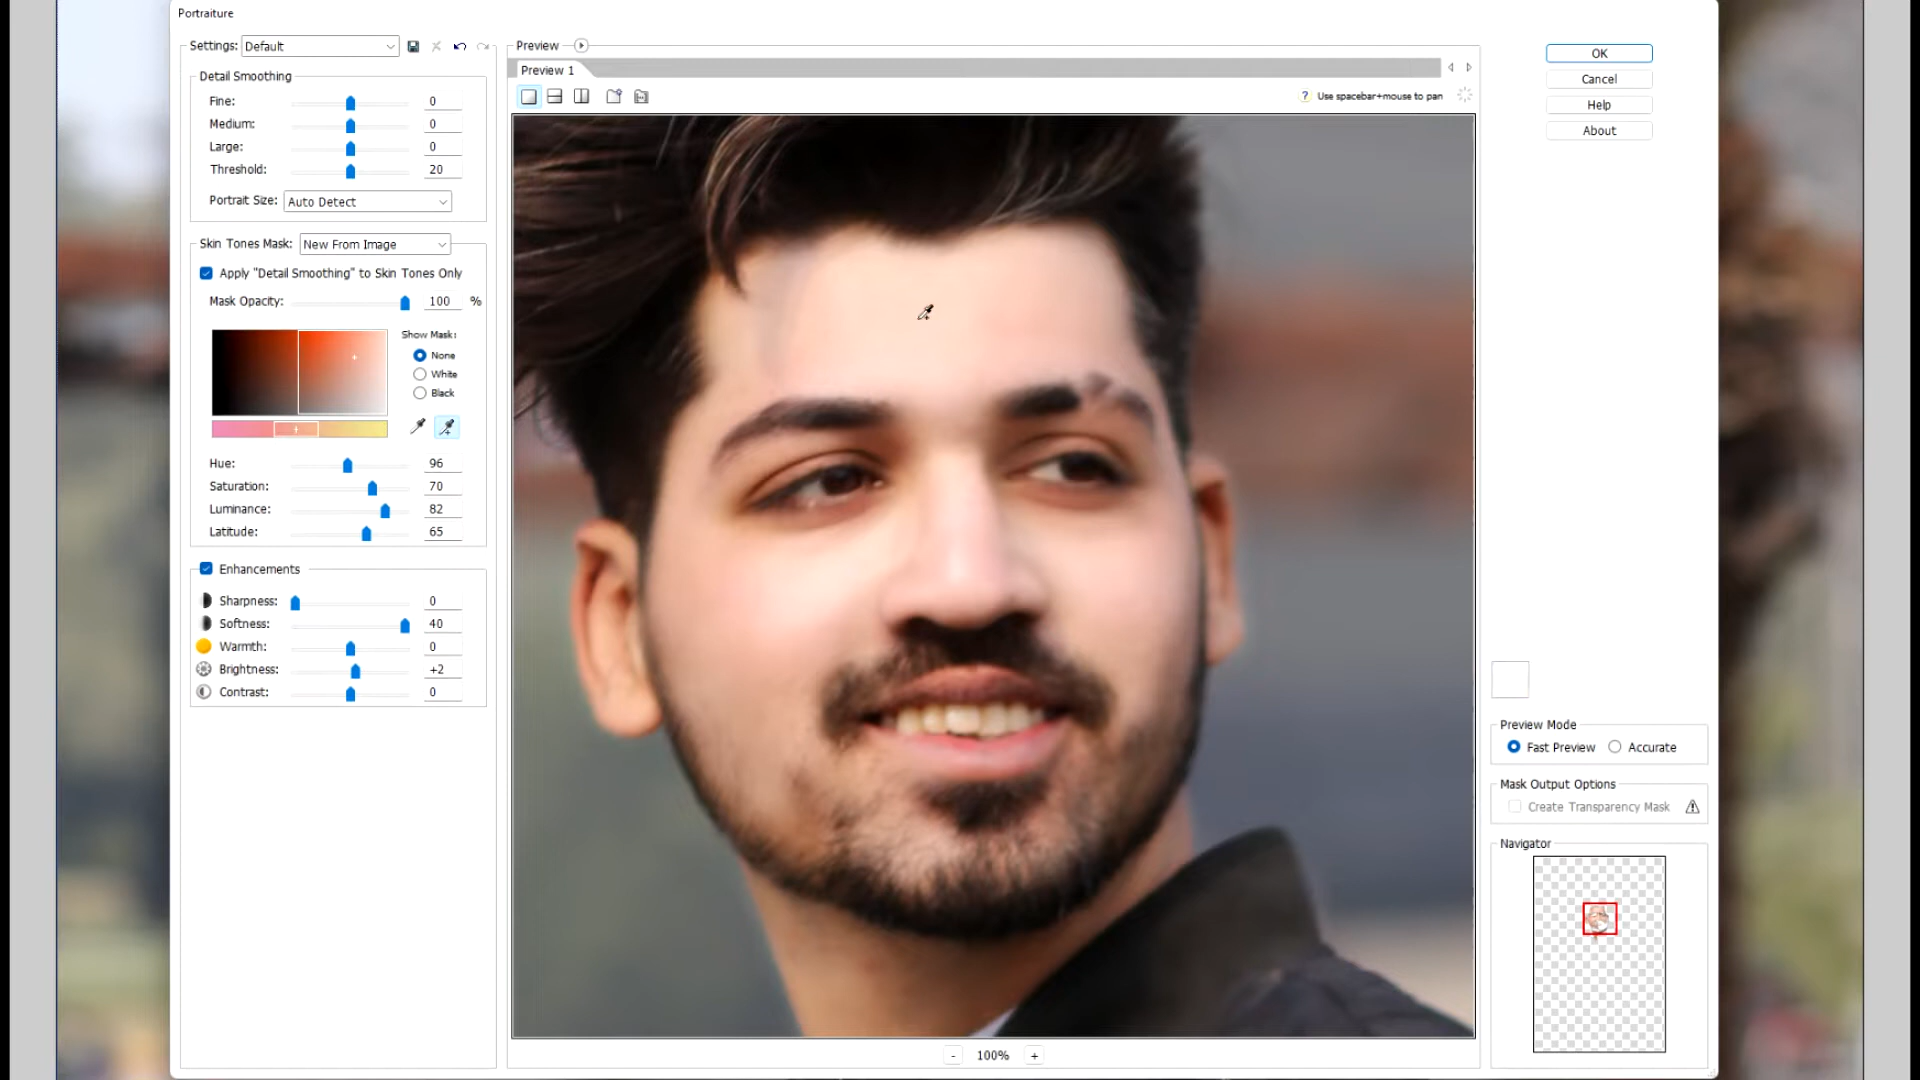 Portraiture
Settings: Default
Detail Smoothing
Fine: 0
Medium: 0
Large: 0
Threshold: 20
Portrait Size: Auto Detect
Skin Tones Mask: New From Image
Apply "Detail Smoothing" to Skin Tones Only
Mask Opacity: 100 %
Show Mask:
None
White
Black
Hue: 96
Saturation: 70
Luminance: 82
Latitude: 65
Enhancements
Sharpness: 0
Softness: 40
Warmth: 0
Brightness: +2
Contrast: 0
Preview
Preview 1
? Use spacebar+mouse to pan
- 100% +
OK
Cancel
Help
About
Preview Mode
Fast Preview Accurate
Mask Output Options
Create Transparency Mask
Navigator